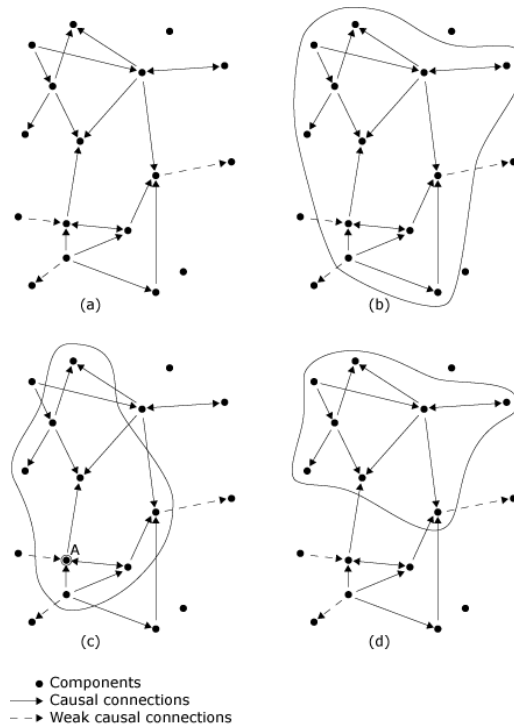 (a)
(b)
A
(c)
(d)
Components
Causal connections
Weak causal connections